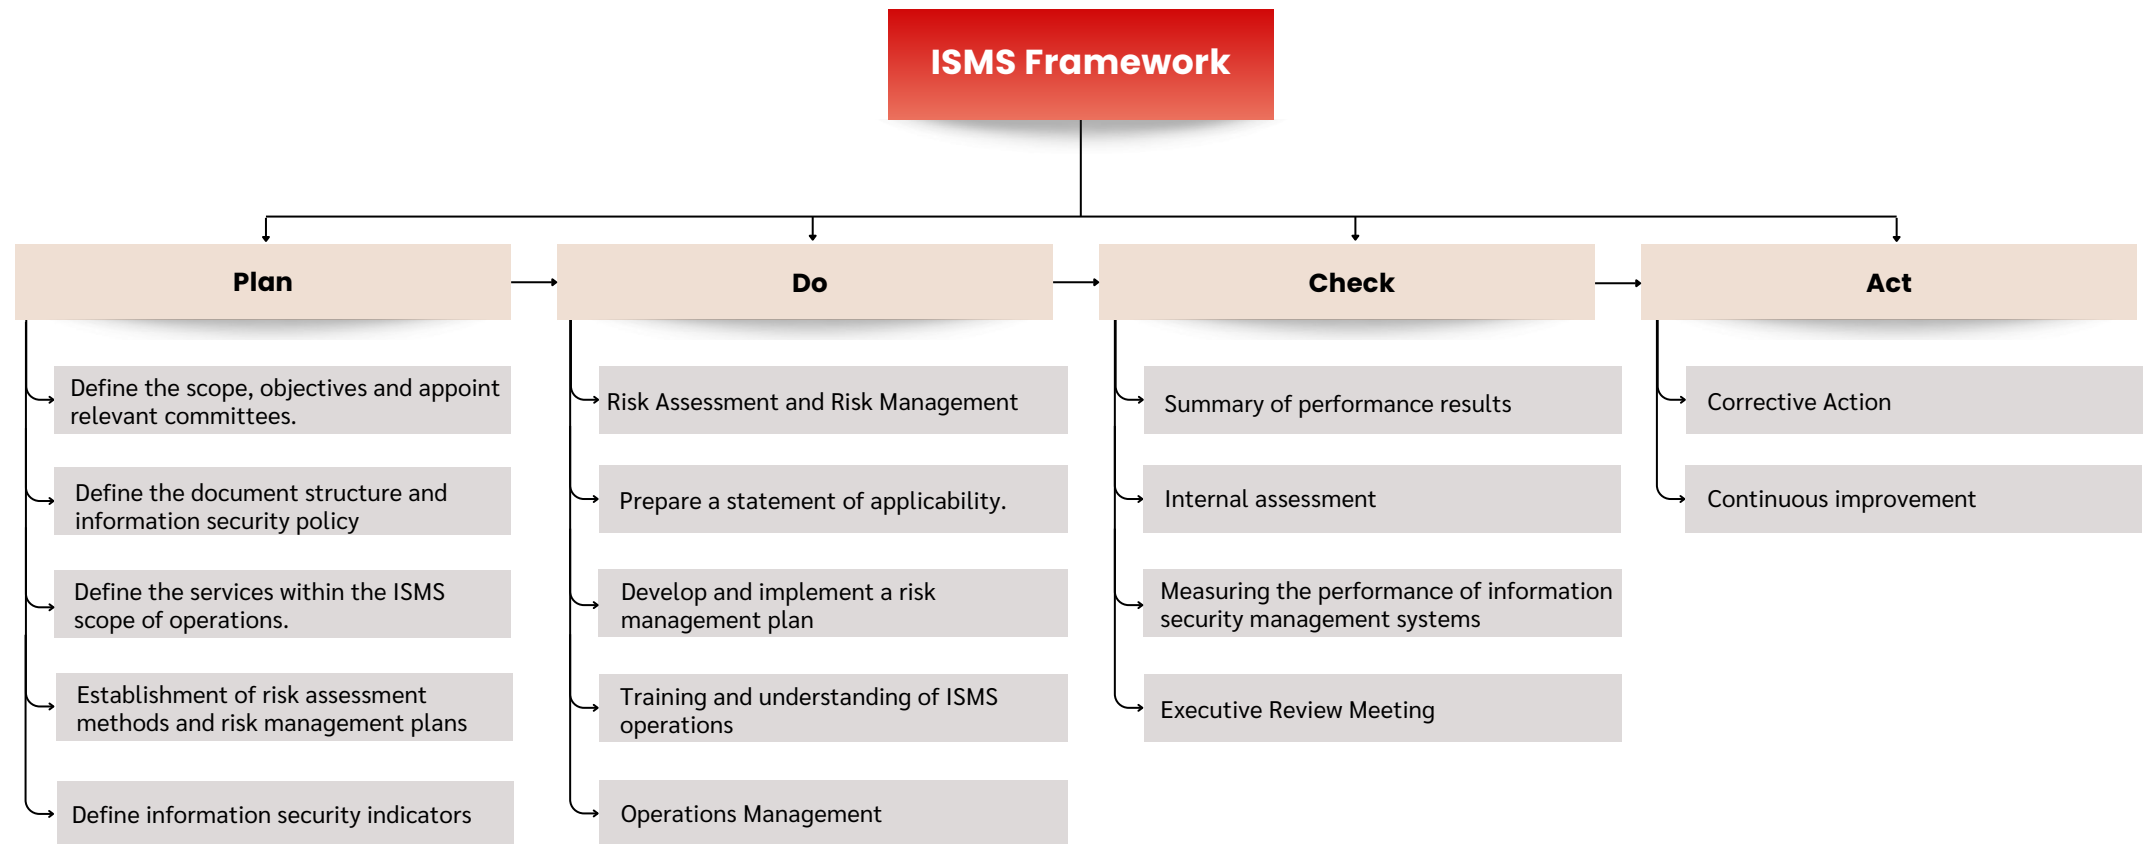 ISMS Framework
Plan
Do
Check
Act
Define the scope, objectives and appoint
relevant committees.
Define the document structure and
information security policy
Define the services within the ISMS
scope of operations.
Establishment of risk assessment
methods and risk management plans
Define information security indicators
Risk Assessment and Risk Management
Prepare a statement of applicability.
Develop and implement a risk
management plan
Training and understanding of ISMS
operations
Operations Management
Summary of performance results
Internal assessment
Measuring the performance of information
security management systems
Executive Review Meeting
Corrective Action
Continuous improvement